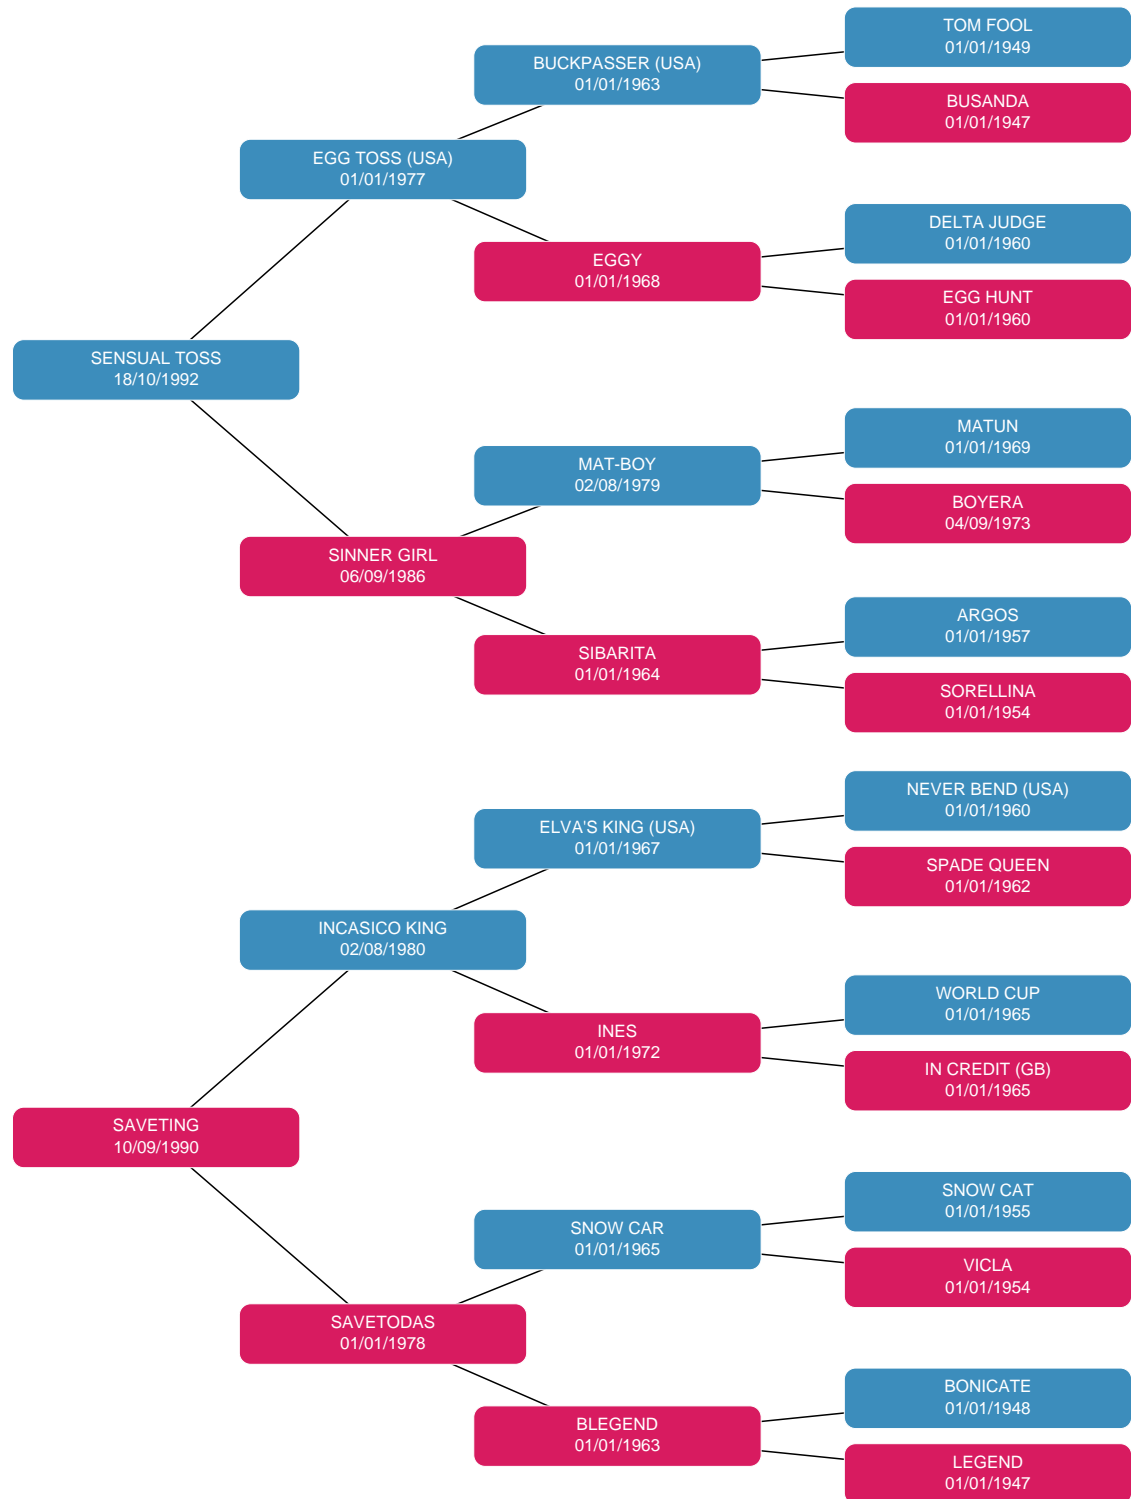 TOM FOOL
01/01/1949
BUCKPASSER (USA)
01/01/1963
BUSANDA
01/01/1947
EGG TOSS (USA)
01/01/1977
DELTA JUDGE
01/01/1960
EGGY
01/01/1968
EGG HUNT
01/01/1960
SENSUAL TOSS
18/10/1992
MATUN
01/01/1969
MAT-BOY
02/08/1979
BOYERA
04/09/1973
SINNER GIRL
06/09/1986
ARGOS
01/01/1957
SIBARITA
01/01/1964
SORELLINA
01/01/1954
NEVER BEND (USA)
01/01/1960
ELVA'S KING (USA)
01/01/1967
SPADE QUEEN
01/01/1962
INCASICO KING
02/08/1980
WORLD CUP
01/01/1965
INES
01/01/1972
IN CREDIT (GB)
01/01/1965
SAVETING
10/09/1990
SNOW CAT
01/01/1955
SNOW CAR
01/01/1965
VICLA
01/01/1954
SAVETODAS
01/01/1978
BONICATE
01/01/1948
BLEGEND
01/01/1963
LEGEND
01/01/1947